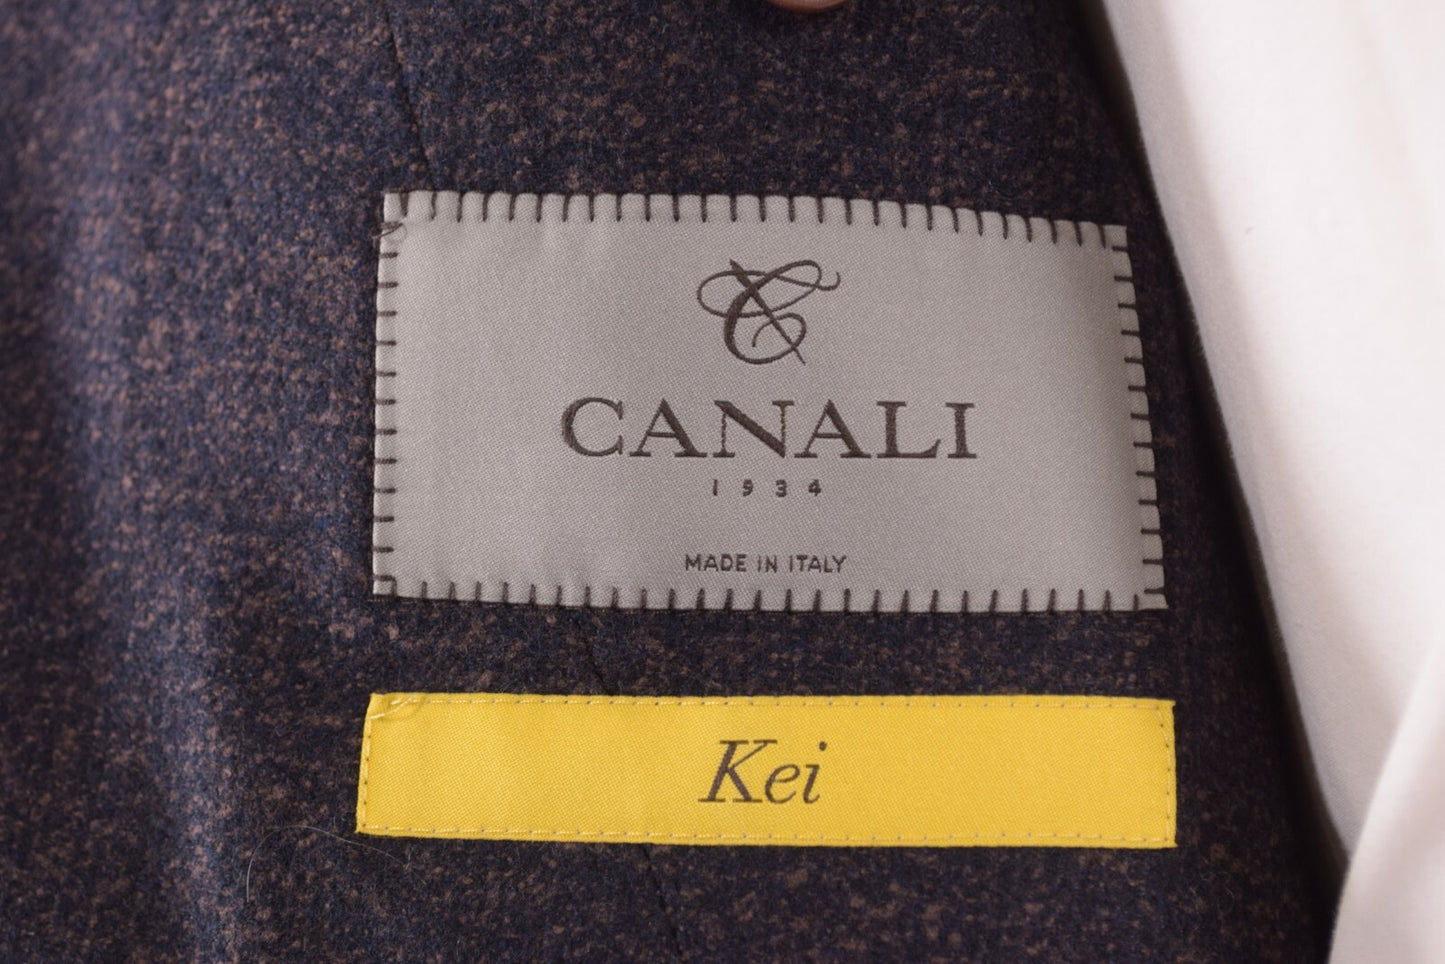 CANALI
1934
MADE IN ITALY
Kei